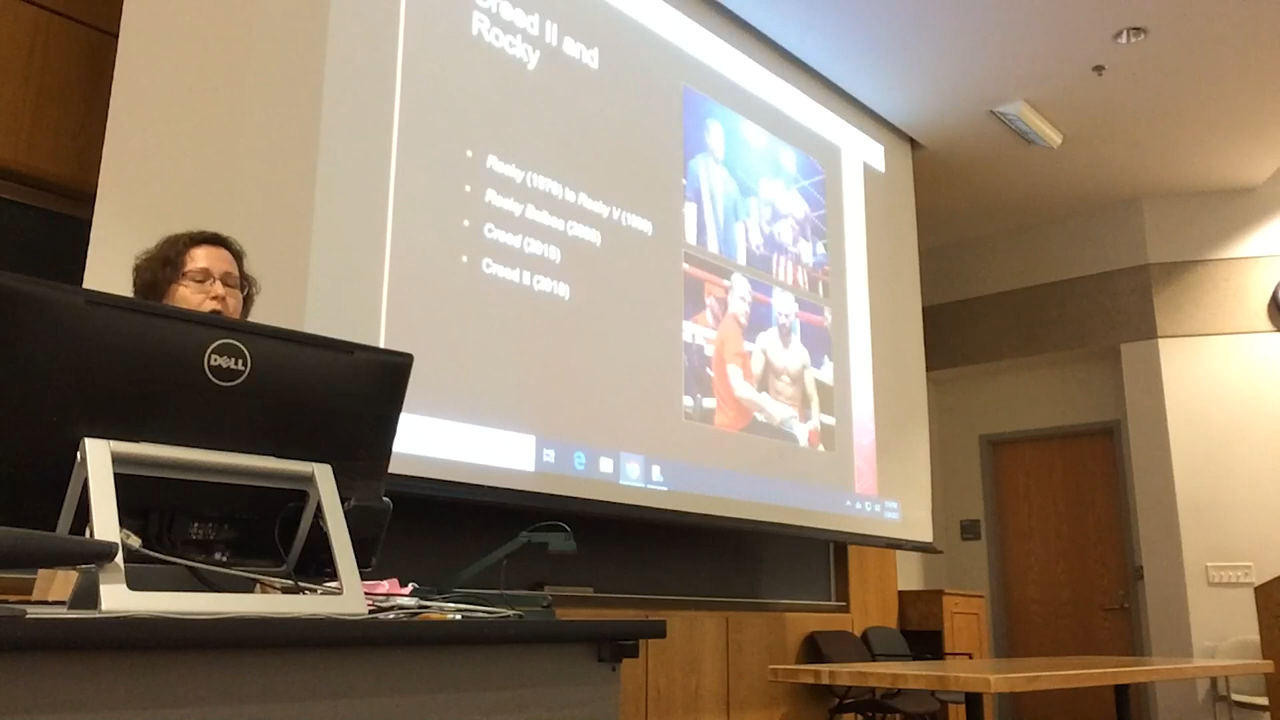 Creed II and
Rocky
Rocky (1976) to Rocky V (1990)
Rocky Balboa (2006)
Creed (2015)
Creed II (2018)
DELL